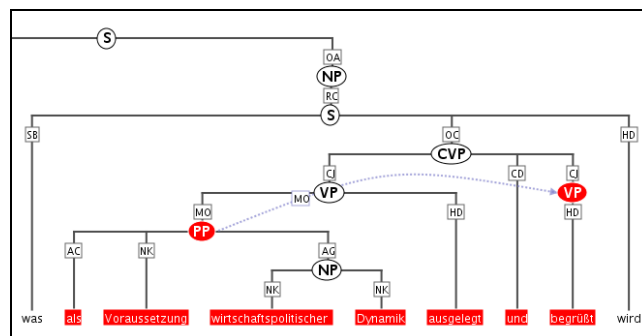 S
OA
NP
RC
S
SB OC HD
CVP
CJ CD CJ
MO VP VP
MO HD HD
PP
AC NK AG
NP
NK NK
was als Voraussetzung wirtschaftspolitischer Dynamik ausgelegt und begrüßt wird